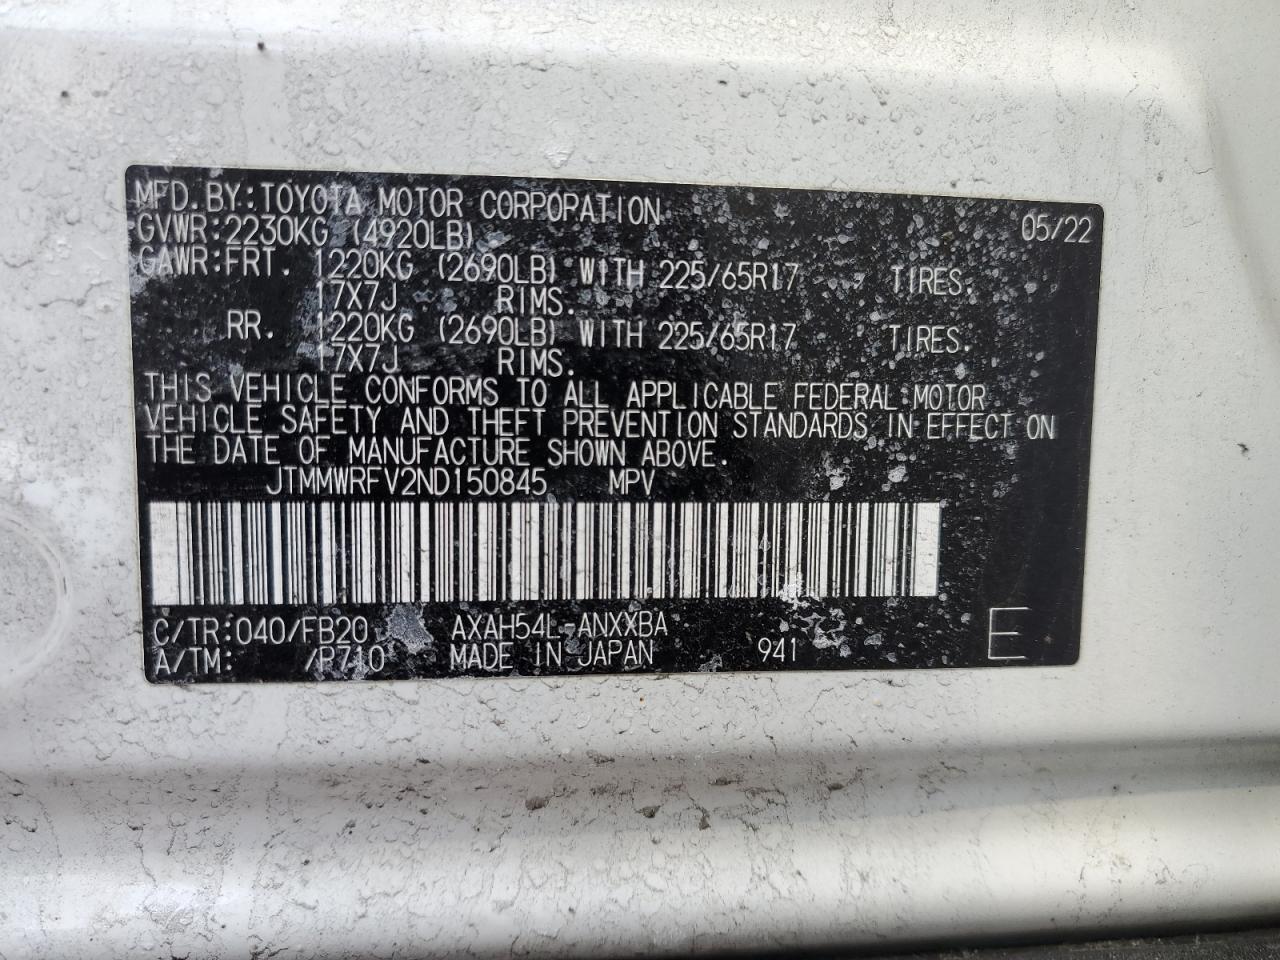 MFD. BY: TOYOTA MOTOR CORPORATION 05/22
GVWR: 2230KG (4920LB)
GAWR: FRT. 1220KG (2690LB) WITH 225/65R17 TIRES.
17X7J RIMS.
RR. 1220KG (2690LB) WITH 225/65R17 TIRES.
17X7J RIMS.
THIS VEHICLE CONFORMS TO ALL APPLICABLE FEDERAL MOTOR
VEHICLE SAFETY AND THEFT PREVENTION STANDARDS IN EFFECT ON
THE DATE OF MANUFACTURE SHOWN ABOVE.
JTMMWRFV2ND150845 MPV
C/TR: 040/FB20 AXAH54L-ANXXBA
A/TM: /P710 MADE IN JAPAN 941 E